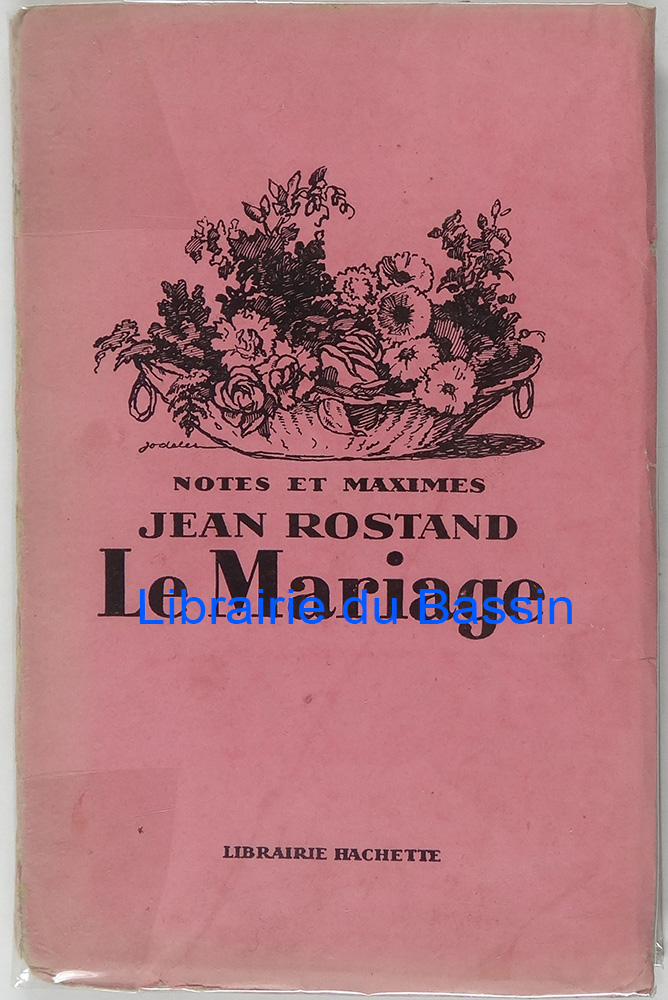 jodelet
NOTES ET MAXIMES
JEAN ROSTAND
Le Mariage
Librairie du Bassin
LIBRAIRIE HACHETTE